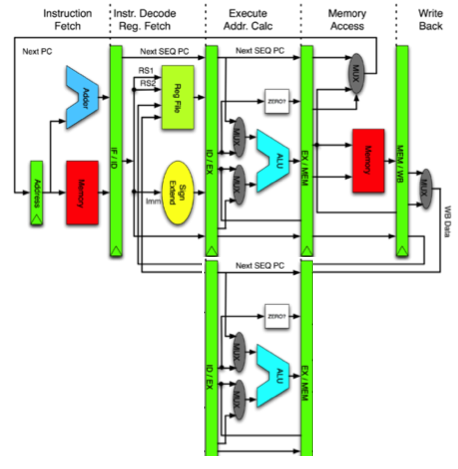 Instruction Fetch
Instr. Decode Reg. Fetch
Execute Addr. Calc
Memory Access
Write Back
Next PC
Next SEQ PC
Next SEQ PC
RS1
RS2
Reg File
Adder
Address
Memory
IF / ID
Sign Extend
Imm
ID / EX
ZERO?
MUX
MUX
ALU
EX / MEM
MUX
Memory
MEM / WB
MUX
WB Data
Next SEQ PC
ID / EX
ZERO?
MUX
MUX
ALU
EX / MEM